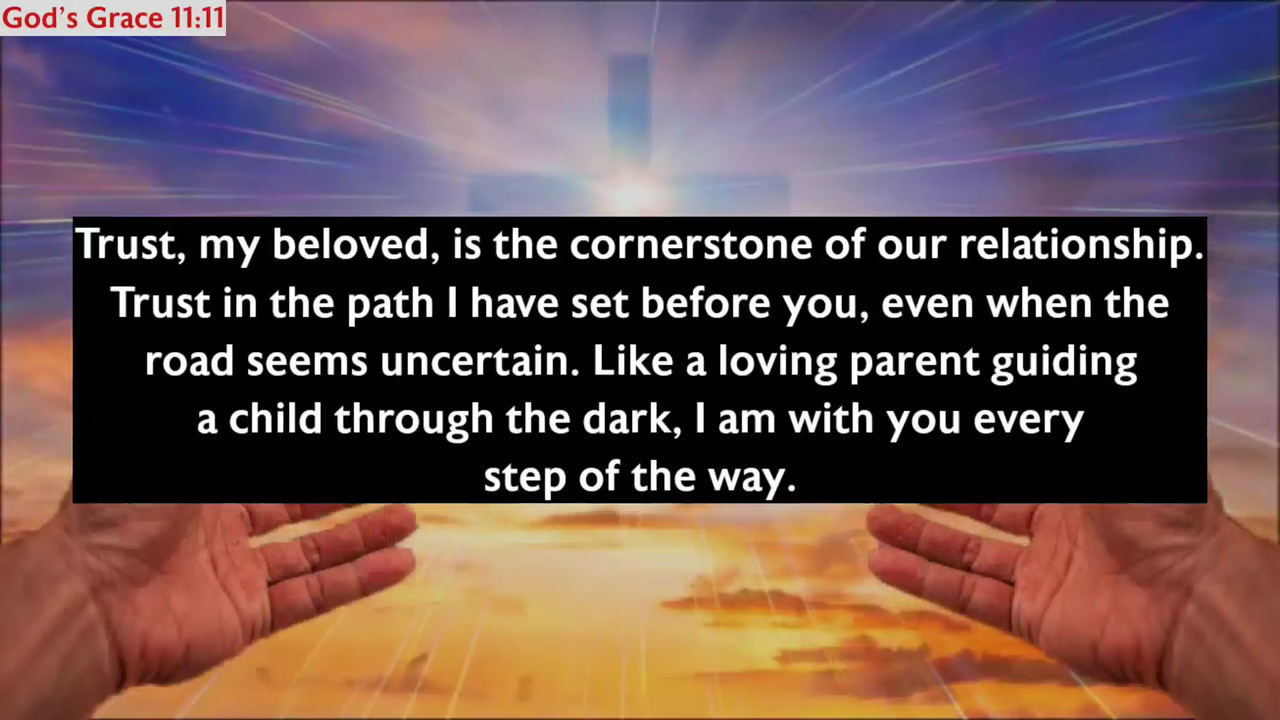 God's Grace 11:11
Trust, my beloved, is the cornerstone of our relationship.
Trust in the path I have set before you, even when the
road seems uncertain. Like a loving parent guiding
a child through the dark, I am with you every
step of the way.